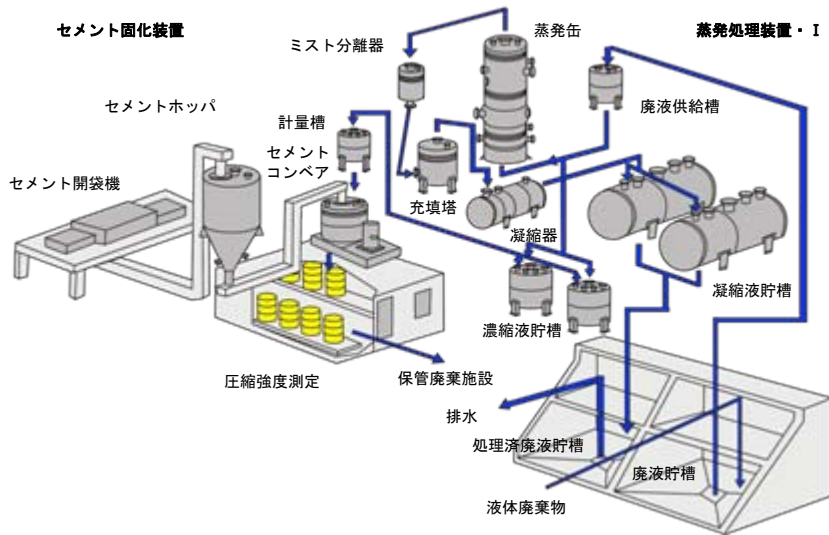 セメント固化装置
ミスト分離器
蒸発缶
蒸発処理装置・Ⅰ
セメントホッパ
計量槽
廃液供給槽
セメント
コンベア
セメント開袋機
充填塔
凝縮器
濃縮液貯槽
凝縮液貯槽
圧縮強度測定
保管廃棄施設
排水
処理済廃液貯槽
廃液貯槽
液体廃棄物